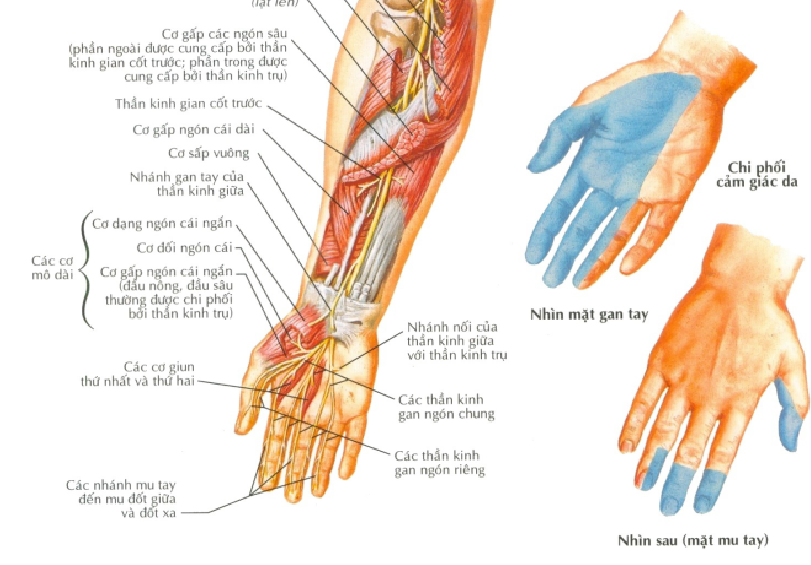 (lật lên)
Cơ gấp các ngón sâu
(phần ngoài được cung cấp bởi thần
kinh gian cốt trước; phần trong được
cung cấp bởi thần kinh trụ)
Thần kinh gian cốt trước
Cơ gấp ngón cái dài
Cơ sấp vuông
Nhánh gan tay của
thần kinh giữa
Các cơ
mô dài
Cơ dạng ngón cái ngắn
Cơ đối ngón cái
Cơ gấp ngón cái ngắn
(đầu nông, đầu sâu
thường được chi phối
bởi thần kinh trụ)
Các cơ giun
thứ nhất và thứ hai
Các nhánh mu tay
đến mu đốt giữa
và đốt xa
Nhánh nối của
thần kinh giữa
với thần kinh trụ
Các thần kinh
gan ngón chung
Các thần kinh
gan ngón riêng
Chi phối
cảm giác da
Nhìn mặt gan tay
Nhìn sau (mặt mu tay)